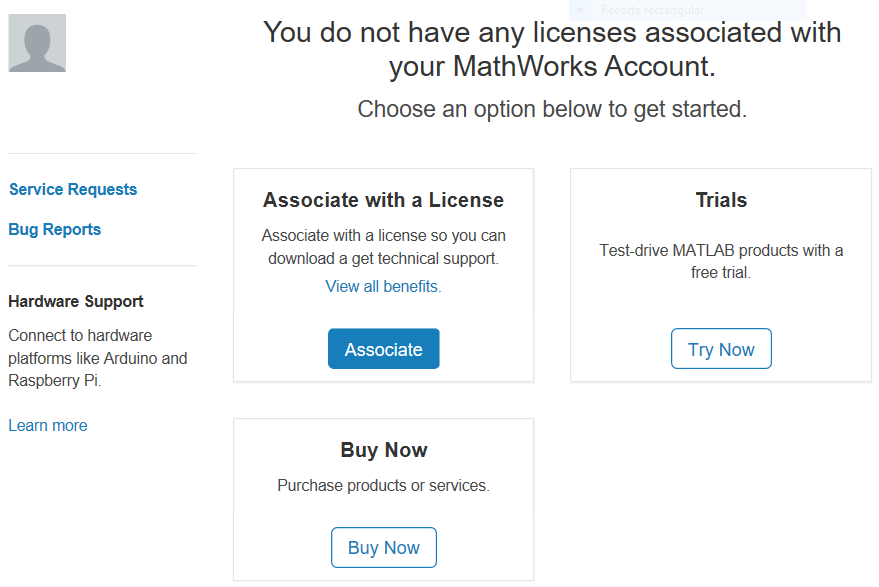 Recorte rectangular
You do not have any licenses associated with
your MathWorks Account.
Choose an option below to get started.
Service Requests
Bug Reports
Hardware Support
Connect to hardware
platforms like Arduino and
Raspberry Pi.
Learn more
Associate with a License
Associate with a license so you can
download a get technical support.
View all benefits.
Associate
Trials
Test-drive MATLAB products with a
free trial.
Try Now
Buy Now
Purchase products or services.
Buy Now